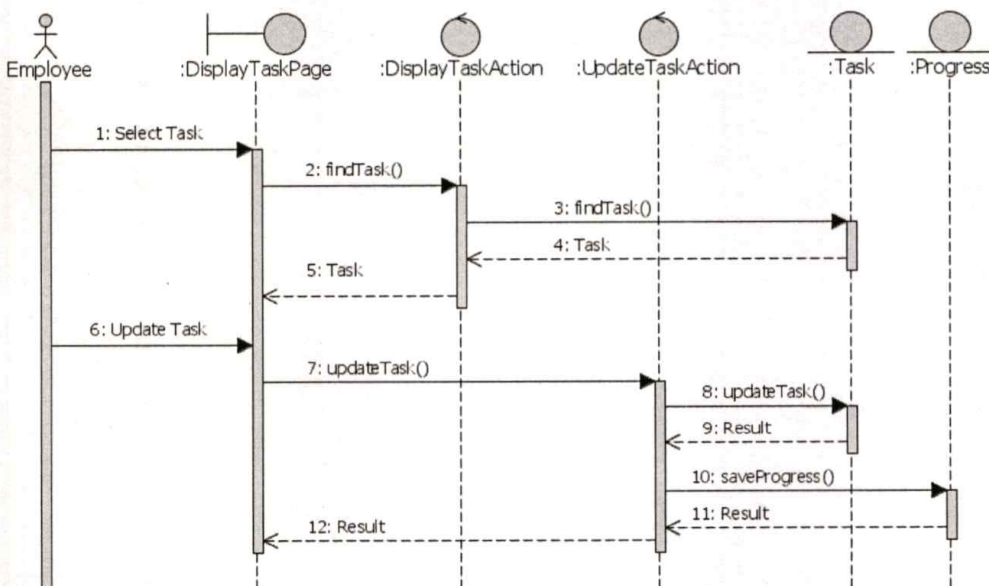 Employee
:DisplayTaskPage
:DisplayTaskAction
:UpdateTaskAction
:Task
:Progress
1: Select Task
2: findTask()
3: findTask()
4: Task
5: Task
6: Update Task
7: updateTask()
8: updateTask()
9: Result
10: saveProgress()
11: Result
12: Result